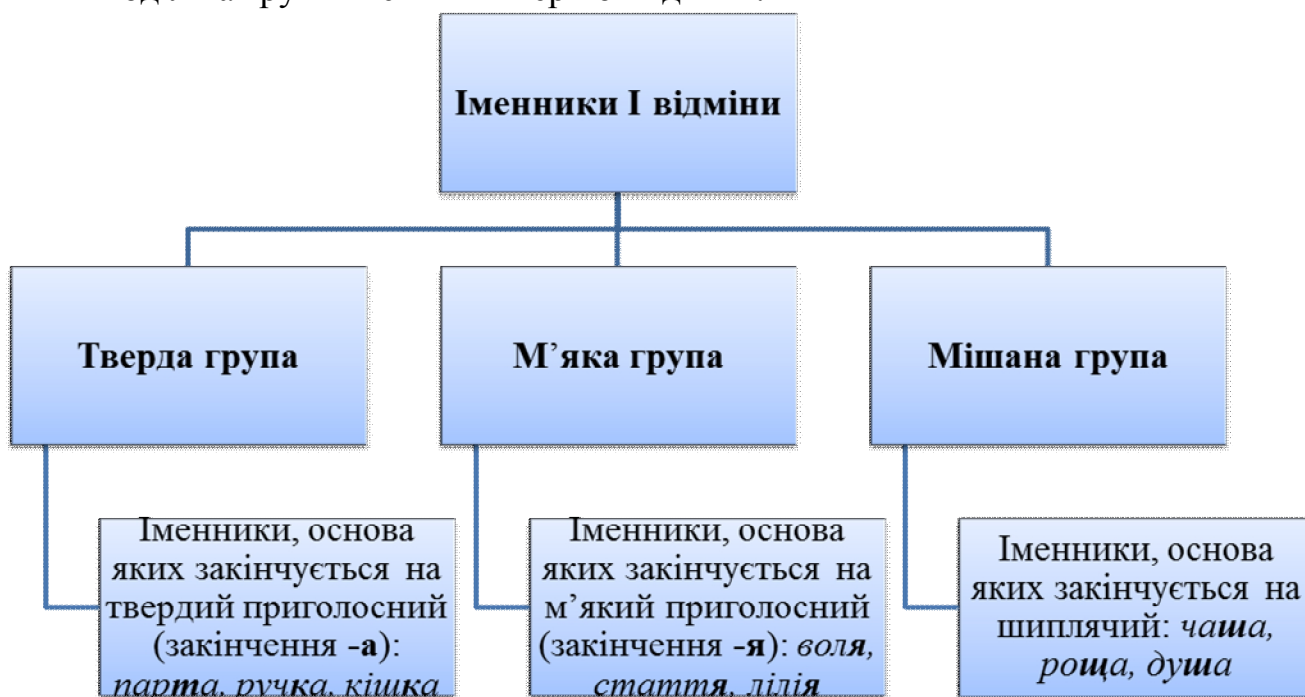 Іменники І відміни
Тверда група
М’яка група
Мішана група
Іменники, основа
яких закінчується на
твердий приголосний
(закінчення -а):
парта, ручка, кішка
Іменники, основа
яких закінчується на
м’який приголосний
(закінчення -я): воля,
стаття, лілія
Іменники, основа
яких закінчується на
шиплячий: чаша,
роща, душа